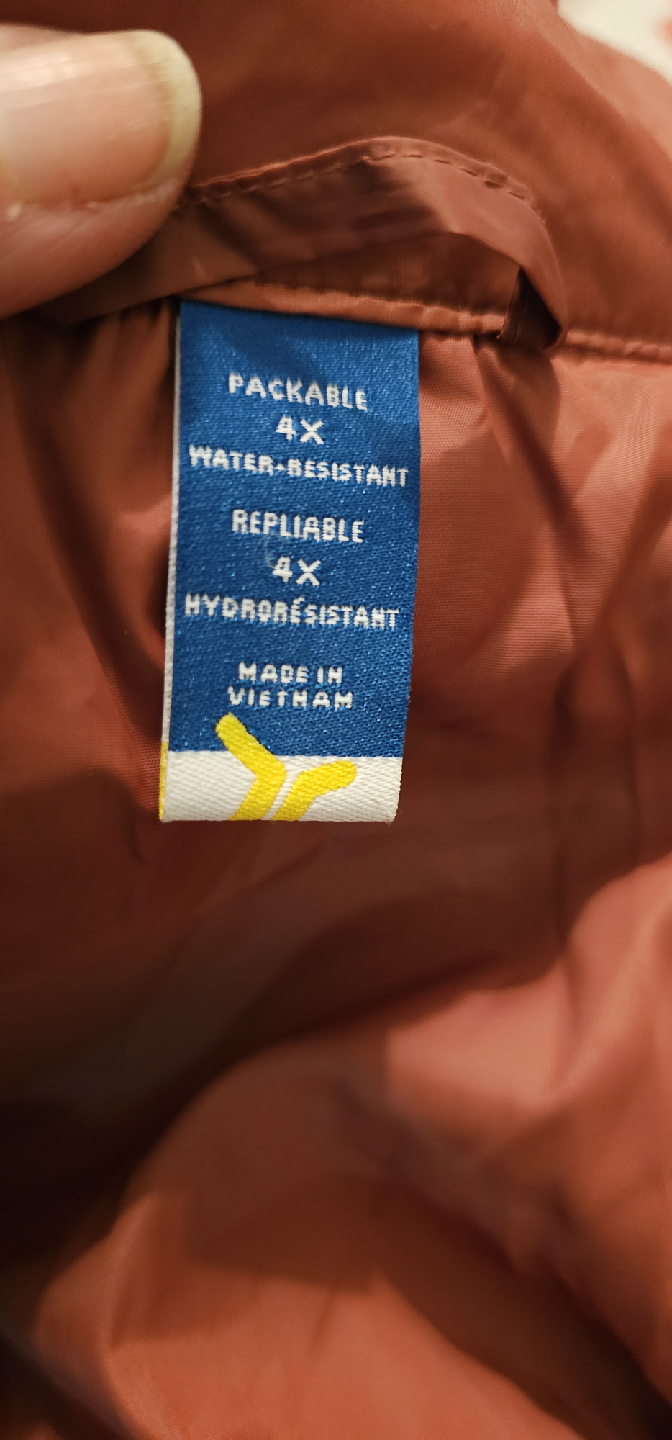 PACKABLE
4X
WATER-RESISTANT
REPLIABLE
4X
HYDRORÉSISTANT
MADE IN
VIETNAM